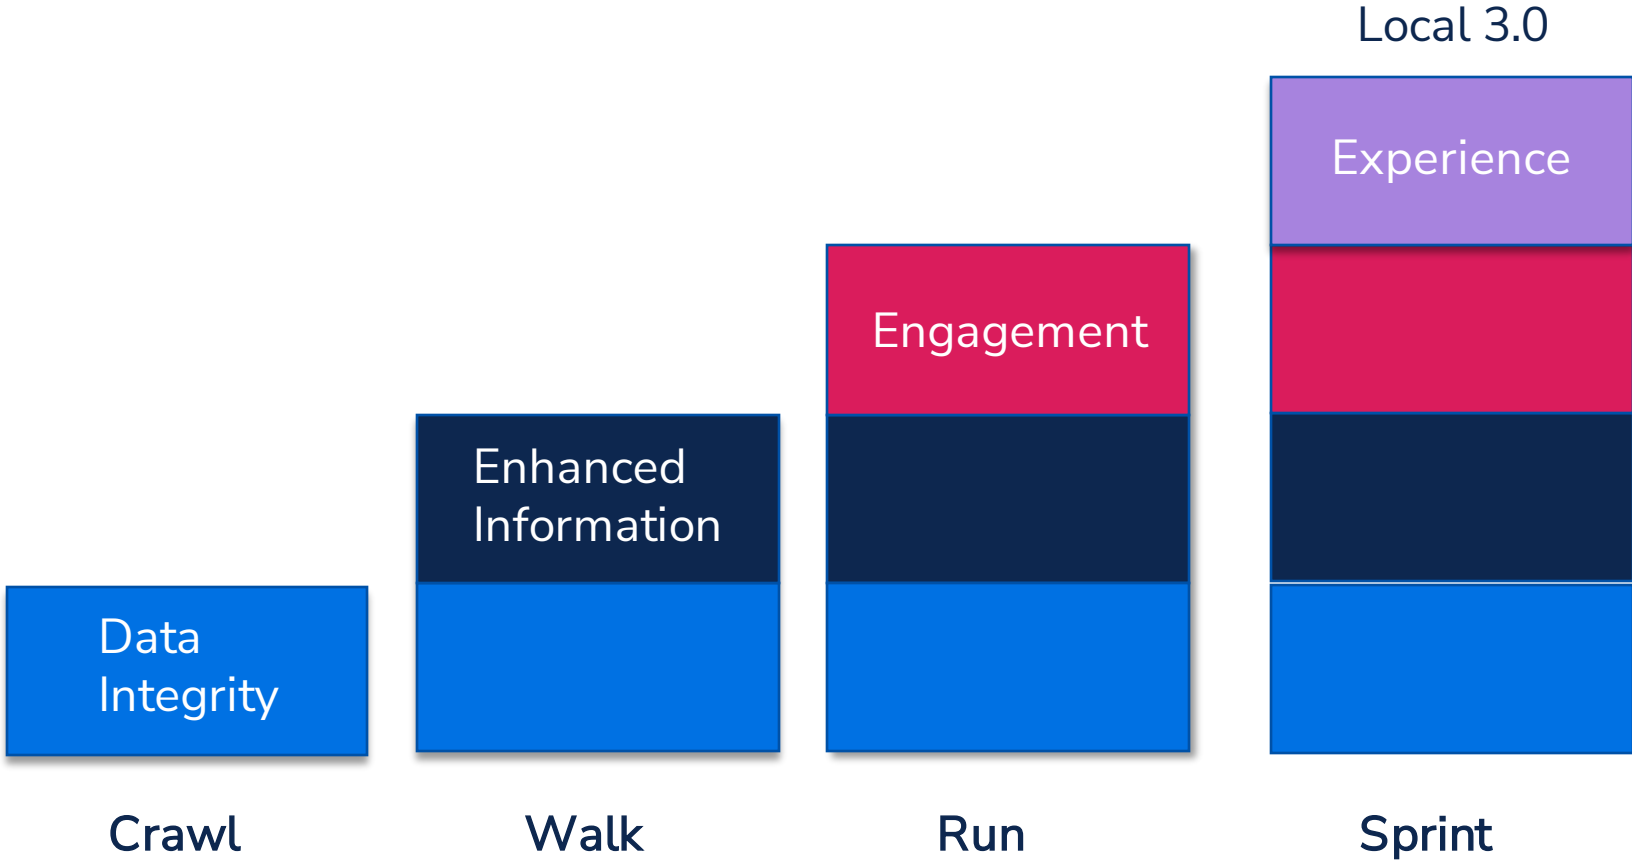 Local 3.0
Experience
Engagement
Enhanced
Information
Data
Integrity
Crawl
Walk
Run
Sprint